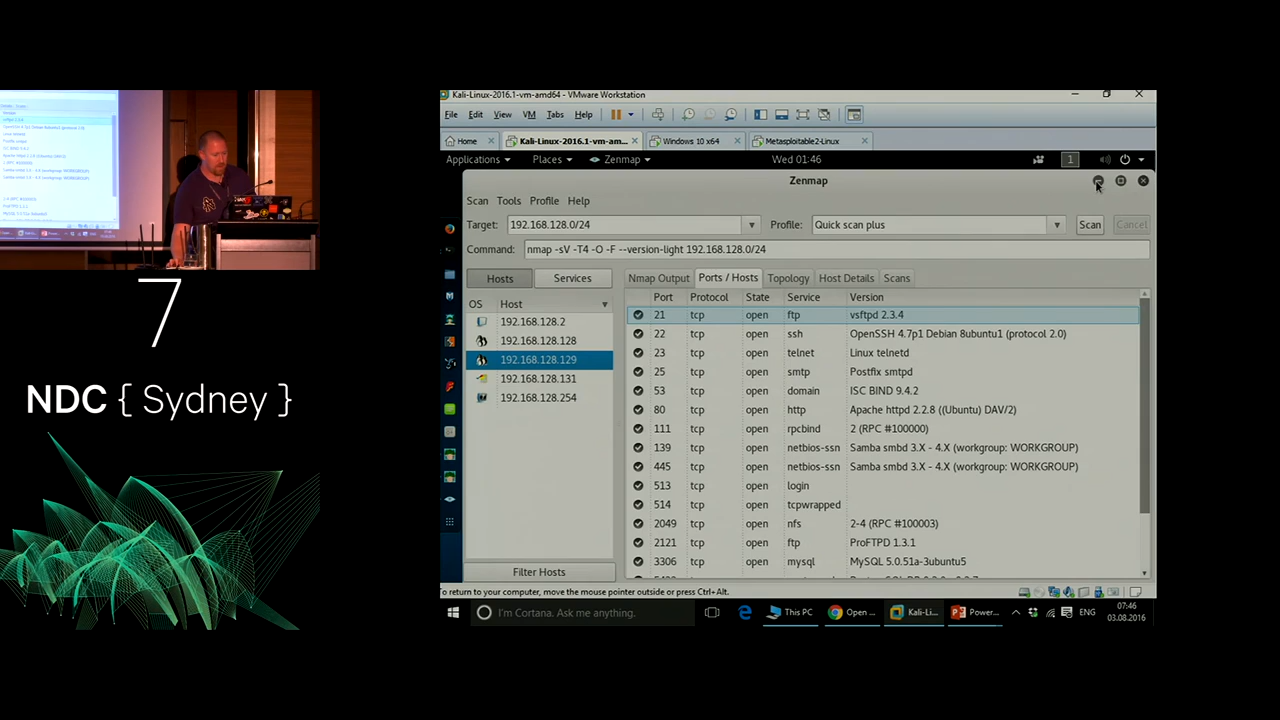 7
NDC { Sydney }
Kali-Linux-2016.1-vm-amd64 - VMware Workstation
File Edit View VM Tabs Help
Home Kali-Linux-2016.1-vm-am... Windows 10 x64 Metasploitable2-Linux
Applications Places Zenmap Wed 01:46 1
Zenmap
Scan Tools Profile Help
Target: 192.168.128.0/24 Profile: Quick scan plus Scan Cancel
Command: nmap -sV -T4 -O -F --version-light 192.168.128.0/24
Hosts Services Nmap Output Ports / Hosts Topology Host Details Scans
OS Host
192.168.128.2
192.168.128.128
192.168.128.129
192.168.128.131
192.168.128.254
Filter Hosts
Port Protocol State Service Version
21 tcp open ftp vsftpd 2.3.4
22 tcp open ssh OpenSSH 4.7p1 Debian 8ubuntu1 (protocol 2.0)
23 tcp open telnet Linux telnetd
25 tcp open smtp Postfix smtpd
53 tcp open domain ISC BIND 9.4.2
80 tcp open http Apache httpd 2.2.8 ((Ubuntu) DAV/2)
111 tcp open rpcbind 2 (RPC #100000)
139 tcp open netbios-ssn Samba smbd 3.X - 4.X (workgroup: WORKGROUP)
445 tcp open netbios-ssn Samba smbd 3.X - 4.X (workgroup: WORKGROUP)
513 tcp open login
514 tcp open tcpwrapped
2049 tcp open nfs 2-4 (RPC #100003)
2121 tcp open ftp ProFTPD 1.3.1
3306 tcp open mysql MySQL 5.0.51a-3ubuntu5
o return to your computer, move the mouse pointer outside or press Ctrl+Alt.
I'm Cortana. Ask me anything. This PC Open ... Kali-Li... Power... ENG 07:46
03.08.2016